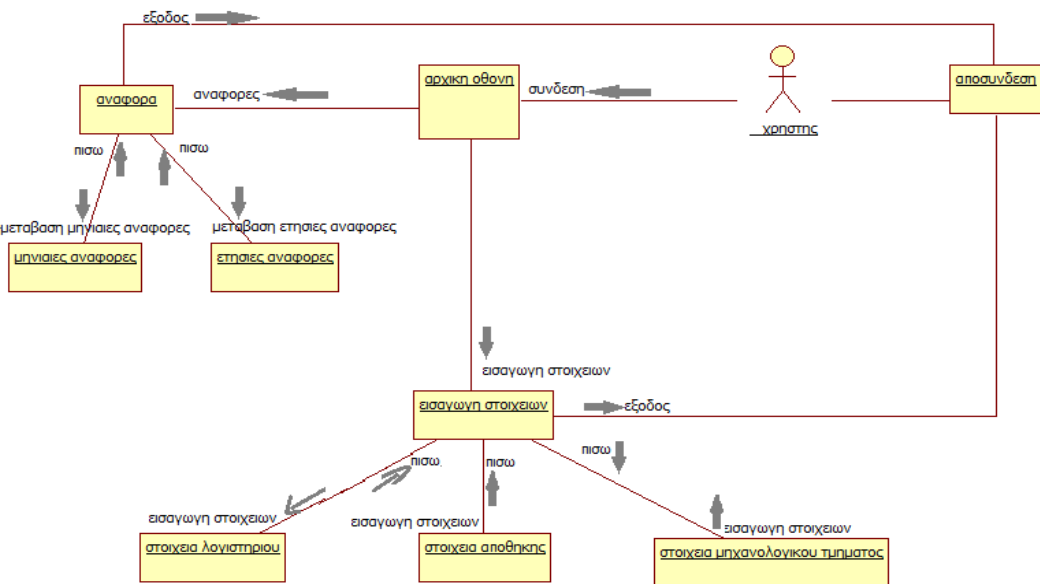 εξοδος
αρχικη οθονη
αποσυνδεση
αναφορα
αναφορες
συνδεση
χρηστης
πισω
πισω
μεταβαση μηνιαιες αναφορες
μεταβαση ετησιες αναφορες
μηνιαιες αναφορες
ετησιες αναφορες
εισαγωγη στοιχειων
εισαγωγη στοιχειων
εξοδος
πισω
πισω
πισω
εισαγωγη στοιχειων
εισαγωγη στοιχειων
εισαγωγη στοιχειων
στοιχεια λογιστηριου
στοιχεια αποθηκης
στοιχεια μηχανολογικου τμηματος